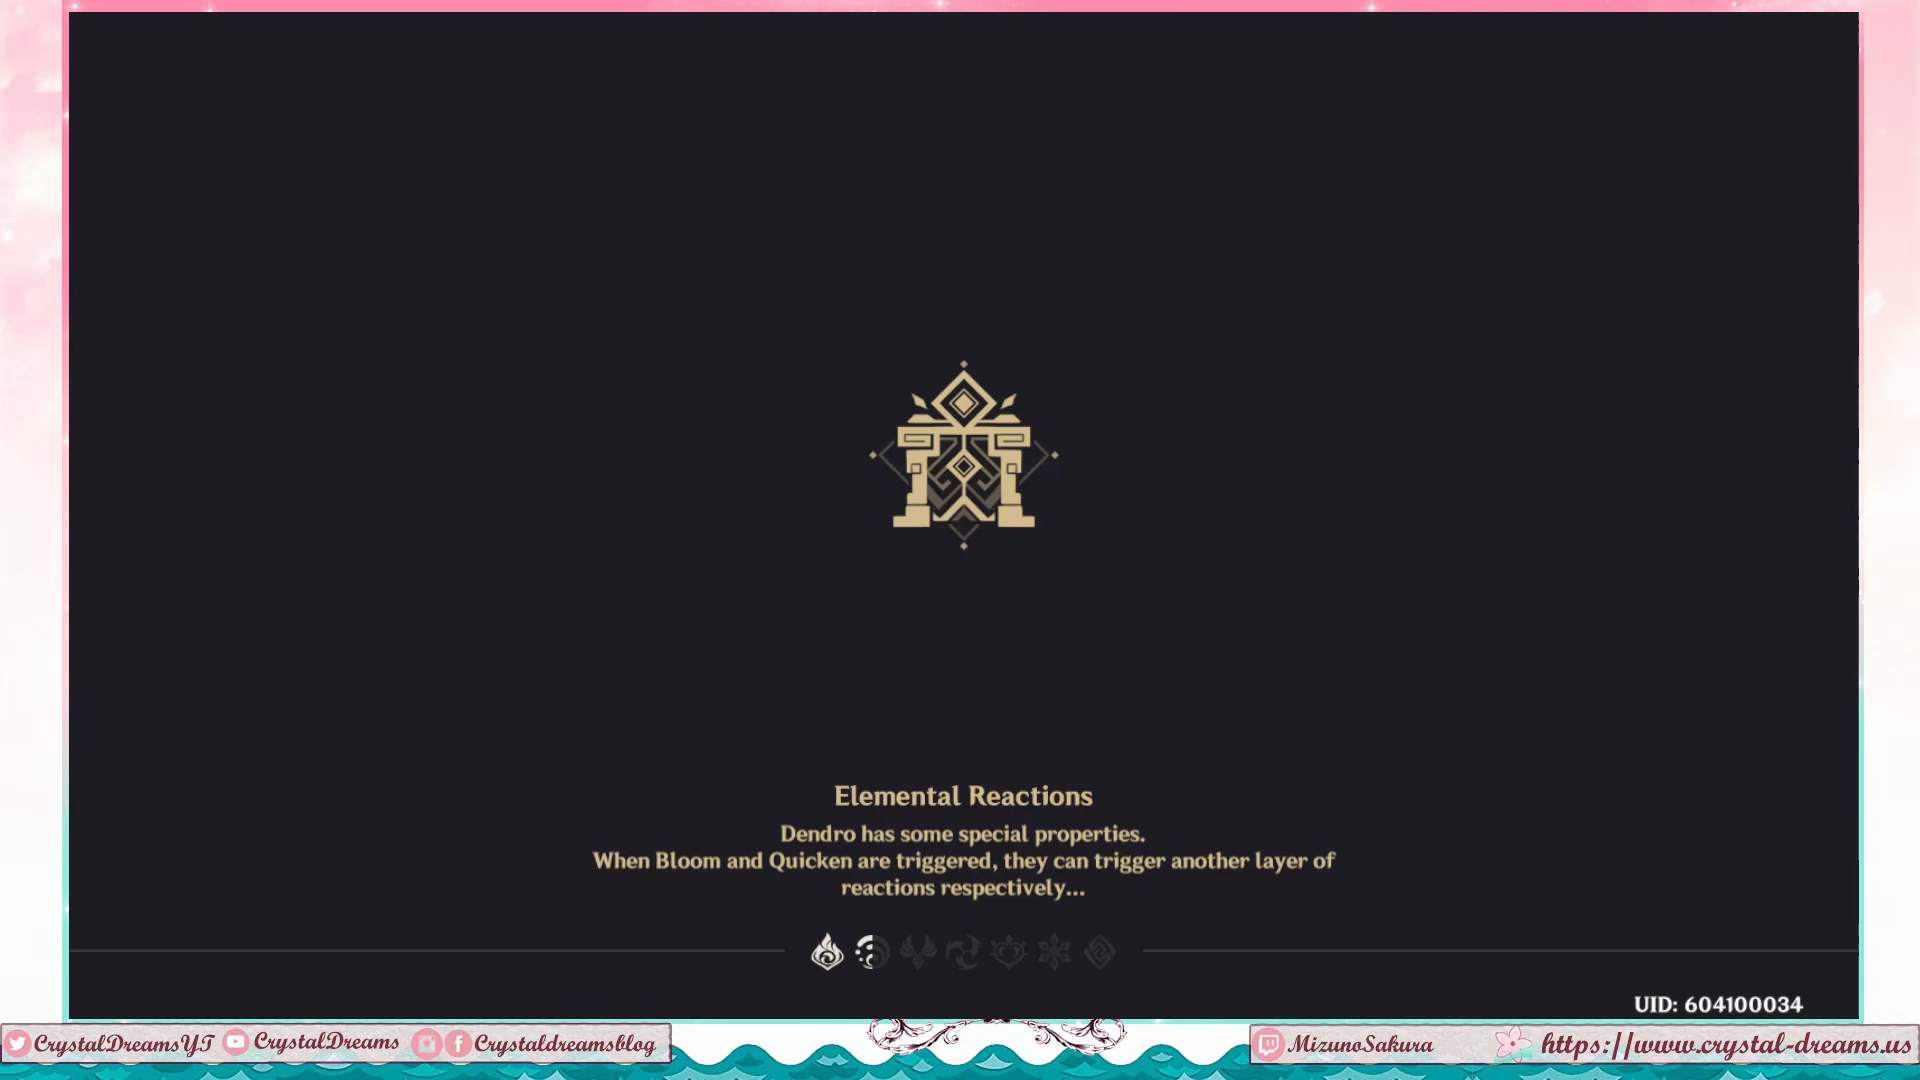 Elemental Reactions
Dendro has some special properties.
When Bloom and Quicken are triggered, they can trigger another layer of
reactions respectively...
UID: 604100034
CrystalDreamsYT CrystalDreams Crystaldreamsblog
MizunoSakura https://www.crystal-dreams.us